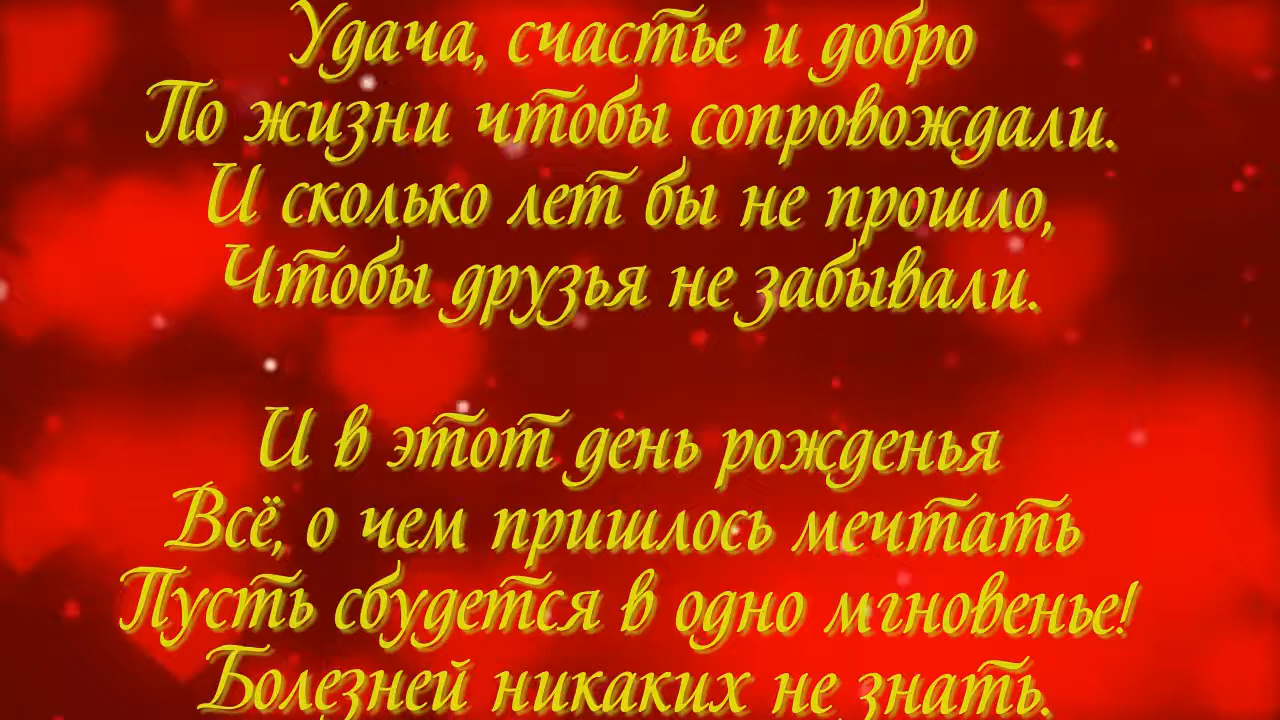 Удача, счастье и добро
По жизни чтобы сопровождали.
И сколько лет бы не прошло,
Чтобы друзья не забывали.
И в этот день рожденья
Всё, о чем пришлось мечтать
Пусть сбудется в одно мгновенье!
Болезней никаких не знать.